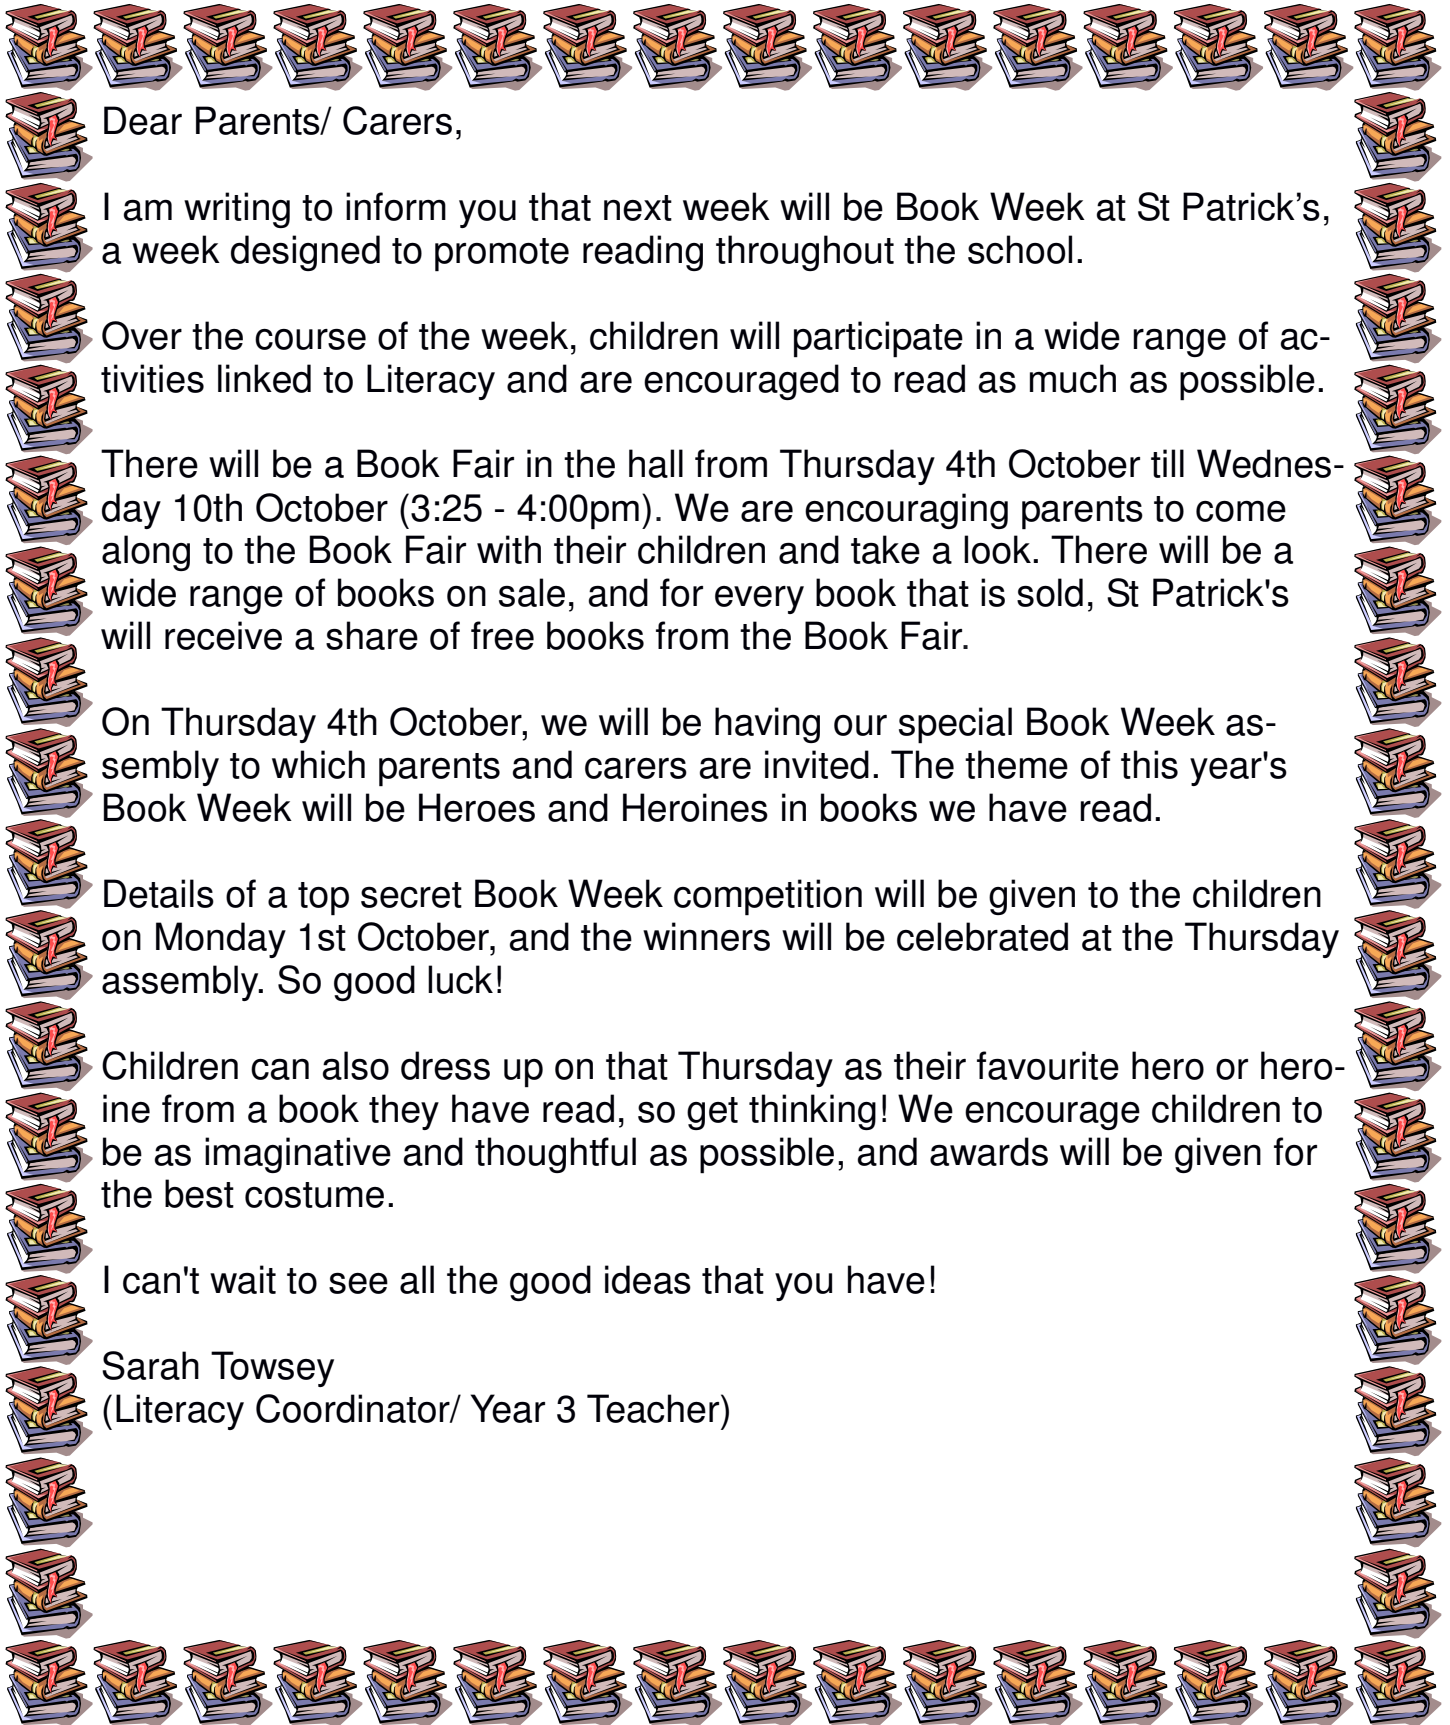 Dear Parents/ Carers,
I am writing to inform you that next week will be Book Week at St Patrick’s,
a week designed to promote reading throughout the school.
Over the course of the week, children will participate in a wide range of ac-
tivities linked to Literacy and are encouraged to read as much as possible.
There will be a Book Fair in the hall from Thursday 4th October till Wednes-
day 10th October (3:25 - 4:00pm). We are encouraging parents to come
along to the Book Fair with their children and take a look. There will be a
wide range of books on sale, and for every book that is sold, St Patrick's
will receive a share of free books from the Book Fair.
On Thursday 4th October, we will be having our special Book Week as-
sembly to which parents and carers are invited. The theme of this year's
Book Week will be Heroes and Heroines in books we have read.
Details of a top secret Book Week competition will be given to the children
on Monday 1st October, and the winners will be celebrated at the Thursday
assembly. So good luck!
Children can also dress up on that Thursday as their favourite hero or hero-
ine from a book they have read, so get thinking! We encourage children to
be as imaginative and thoughtful as possible, and awards will be given for
the best costume.
I can't wait to see all the good ideas that you have!
Sarah Towsey
(Literacy Coordinator/ Year 3 Teacher)